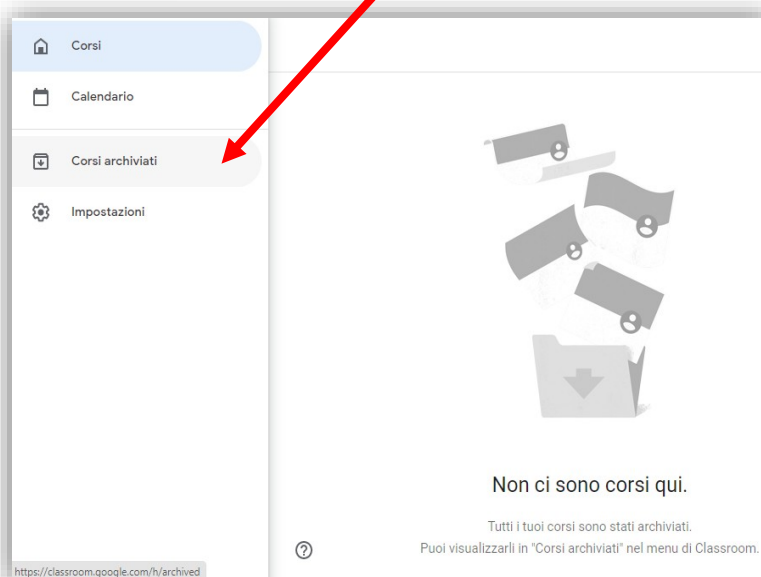 Corsi
Calendario
Corsi archiviati
Impostazioni
Non ci sono corsi qui.
Tutti i tuoi corsi sono stati archiviati.
Puoi visualizzarli in "Corsi archiviati" nel menu di Classroom.
https://classroom.google.com/h/archived